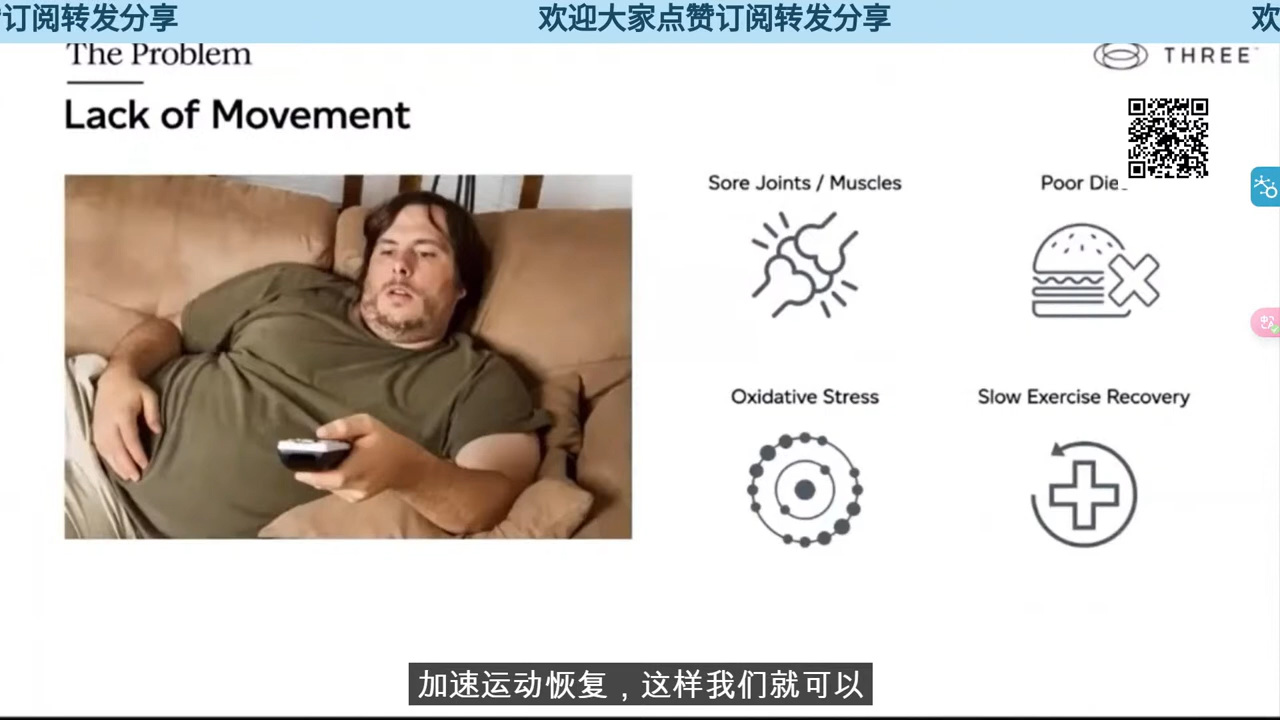 订阅转发分享
欢迎大家点赞订阅转发分享
欢
The Problem
THREE
Lack of Movement
Sore Joints / Muscles
Poor Die
Oxidative Stress
Slow Exercise Recovery
加速运动恢复，这样我们就可以